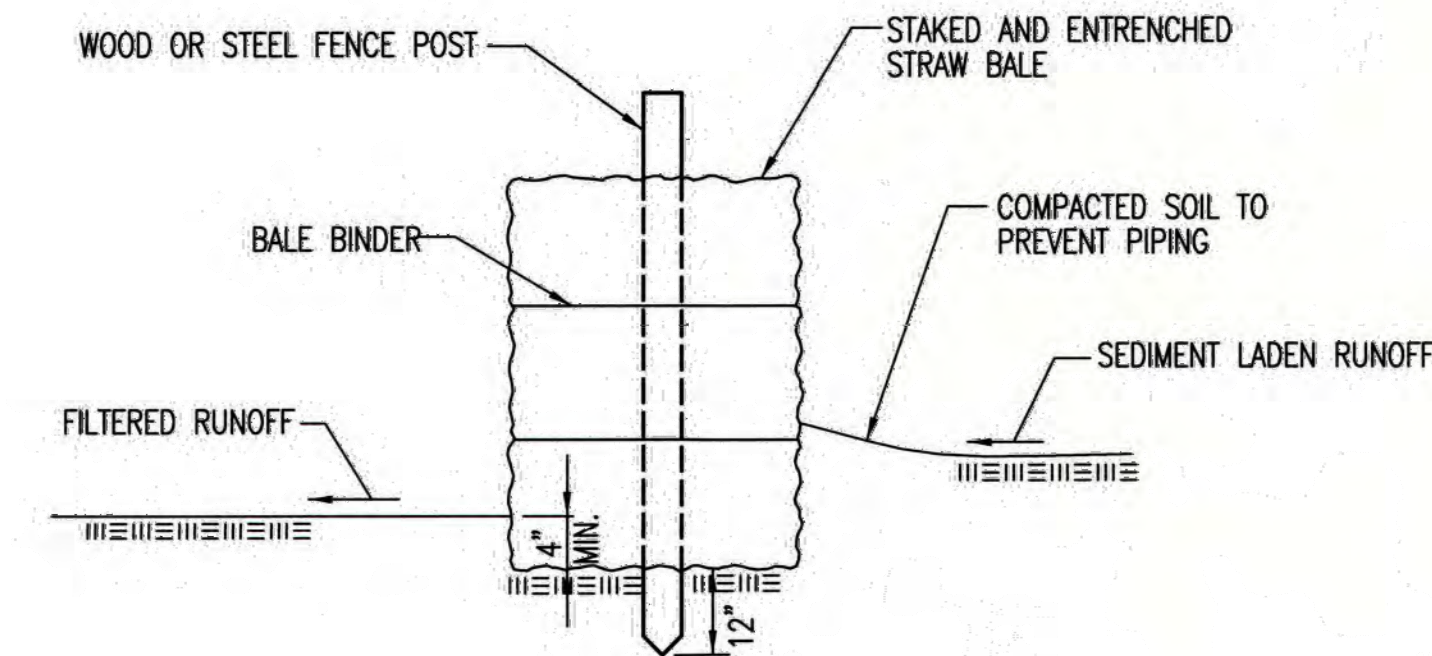 WOOD OR STEEL FENCE POST
STAKED AND ENTRENCHED
STRAW BALE
BALE BINDER
COMPACTED SOIL TO
PREVENT PIPING
SEDIMENT LADEN RUNOFF
FILTERED RUNOFF
4"
MIN.
12"